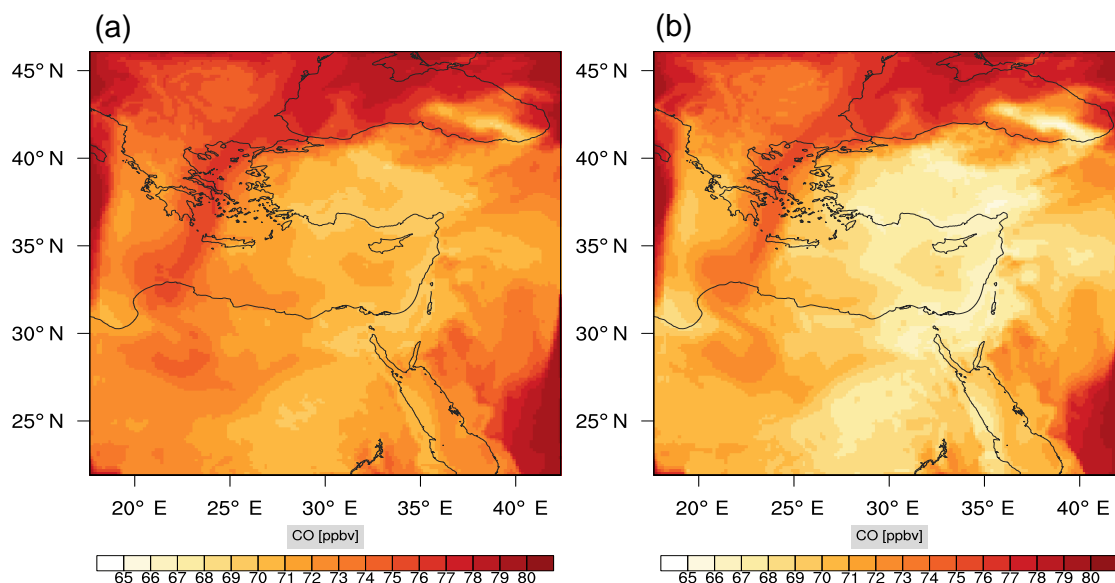 (a) (b)
45° N 45° N
40° N 40° N
35° N 35° N
30° N 30° N
25° N 25° N
20° E 25° E 30° E 35° E 40° E 20° E 25° E 30° E 35° E 40° E
CO [ppbv] CO [ppbv]
65 66 67 68 69 70 71 72 73 74 75 76 77 78 79 80 65 66 67 68 69 70 71 72 73 74 75 76 77 78 79 80